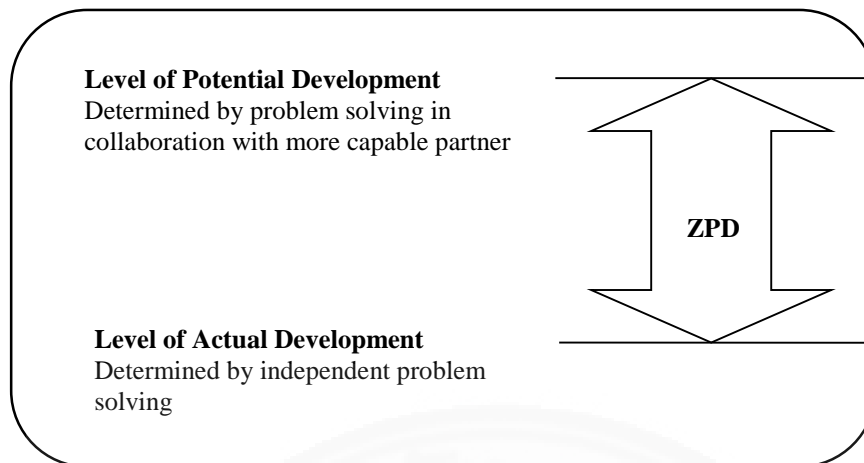 Level of Potential Development
Determined by problem solving in
collaboration with more capable partner
ZPD
Level of Actual Development
Determined by independent problem
solving